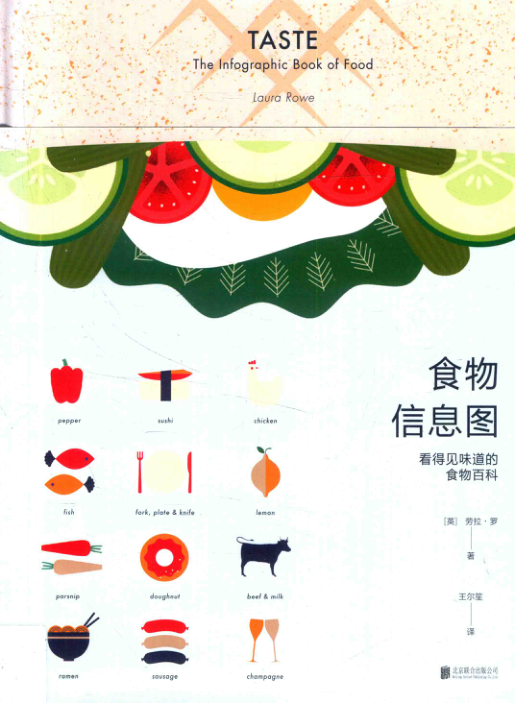 TASTE
The Infographic Book of Food
Laura Rowe
食物
信息图
看得见味道的
食物百科
[英] 劳拉·罗
著
王尔笙
译
pepper
sushi
chicken
fish
fork, plate & knife
lemon
parsnip
doughnut
beef & milk
ramen
sausage
champagne
北京联合出版公司